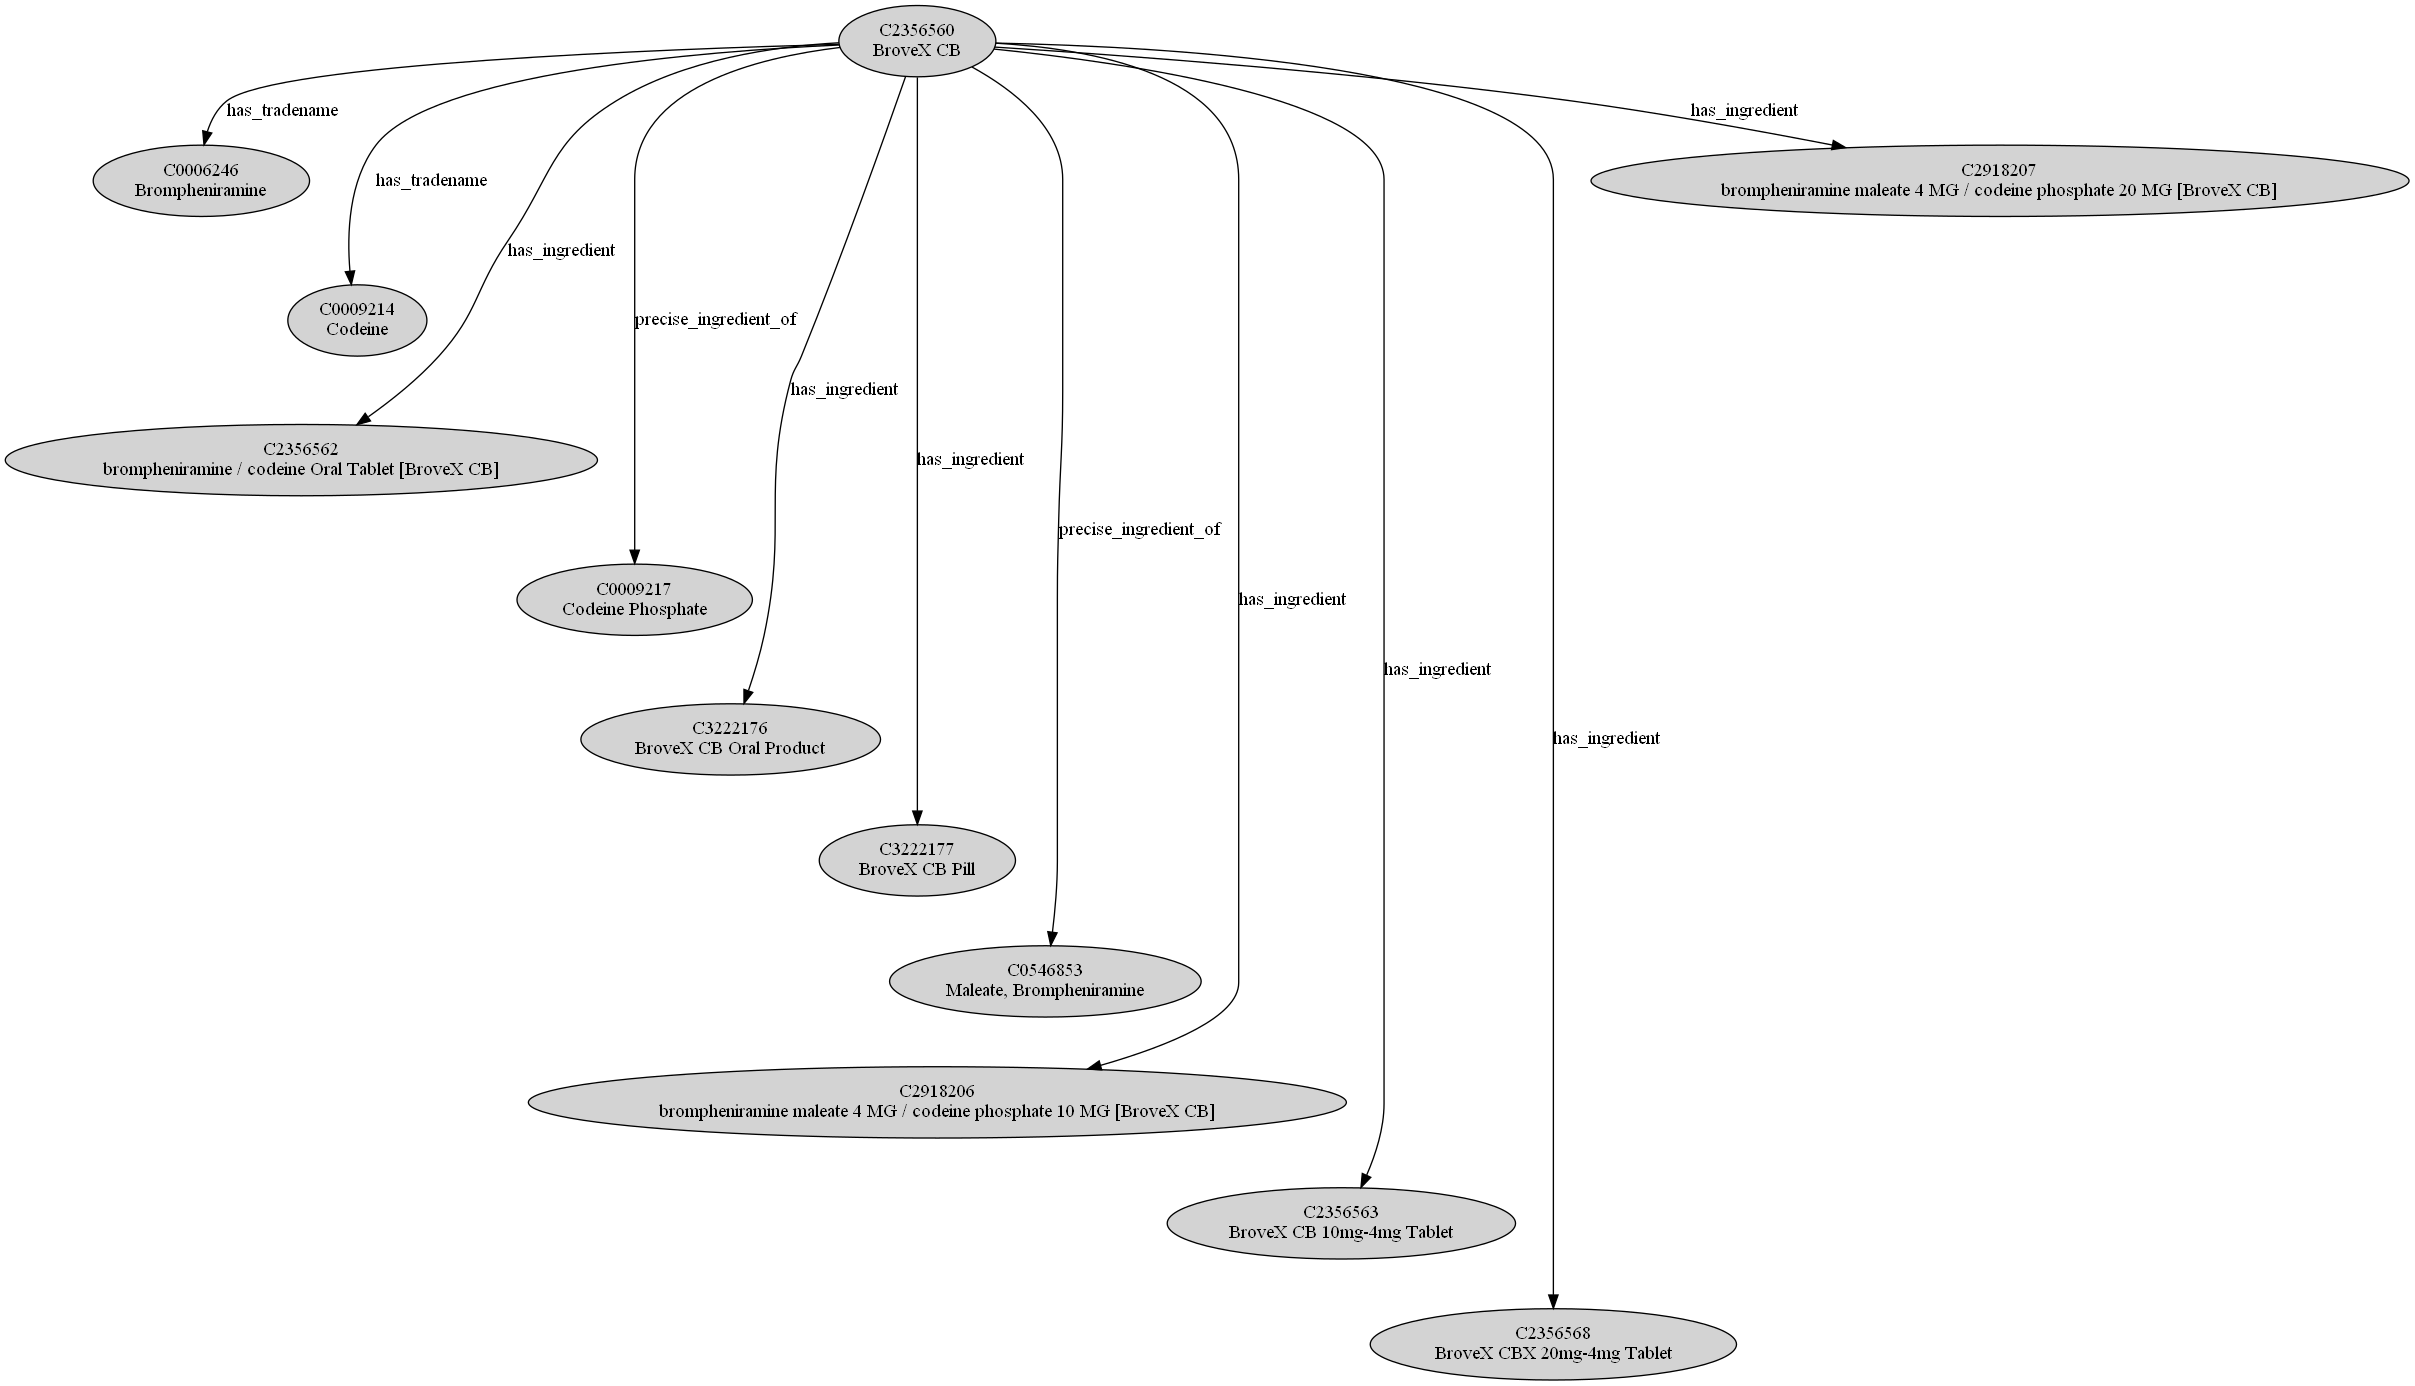 C2356560
BroveX CB
has_tradename
has_ingredient
C0006246
Brompheniramine
has_tradename
C2918207
brompheniramine maleate 4 MG / codeine phosphate 20 MG [BroveX CB]
has_ingredient
C0009214
Codeine
precise_ingredient_of
has_ingredient
C2356562
brompheniramine / codeine Oral Tablet [BroveX CB]
has_ingredient
precise_ingredient_of
C0009217
Codeine Phosphate
has_ingredient
has_ingredient
C3222176
BroveX CB Oral Product
has_ingredient
C3222177
BroveX CB Pill
C0546853
Maleate, Brompheniramine
C2918206
brompheniramine maleate 4 MG / codeine phosphate 10 MG [BroveX CB]
C2356563
BroveX CB 10mg-4mg Tablet
C2356568
BroveX CBX 20mg-4mg Tablet